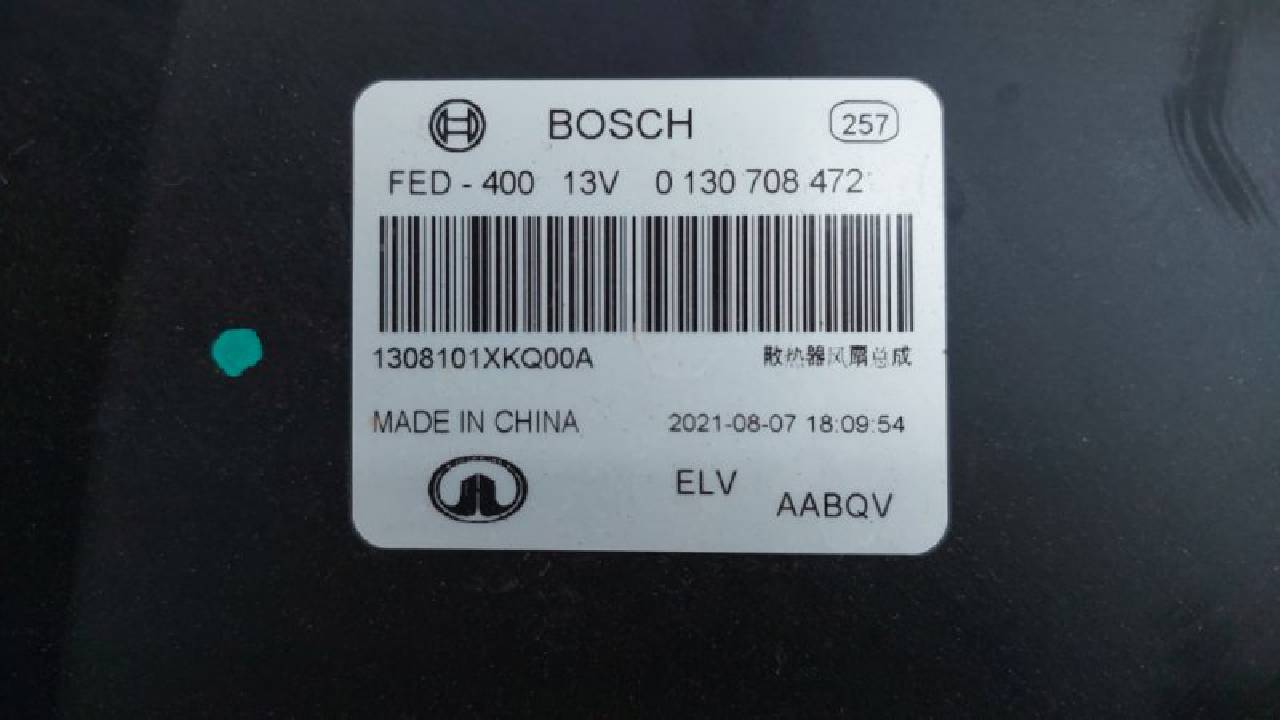 BOSCH 257
FED - 400 13V 0 130 708 472
1308101XKQ00A 散热器风扇总成
MADE IN CHINA 2021-08-07 18:09:54
ELV
AABQV